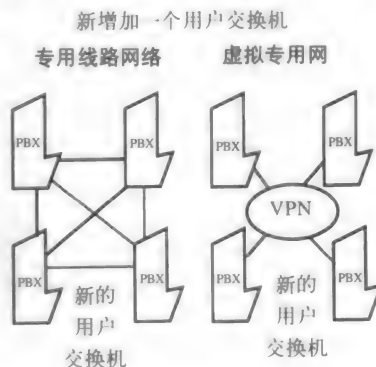 新增加一个用户交换机
专用线路网络 虚拟专用网
PBX PBX PBX PBX
VPN
PBX PBX PBX PBX
新的 新的
用户 用户
交换机 交换机